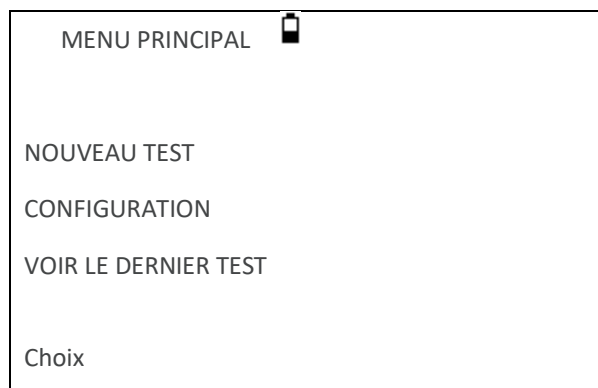 MENU PRINCIPAL
NOUVEAU TEST
CONFIGURATION
VOIR LE DERNIER TEST
Choix